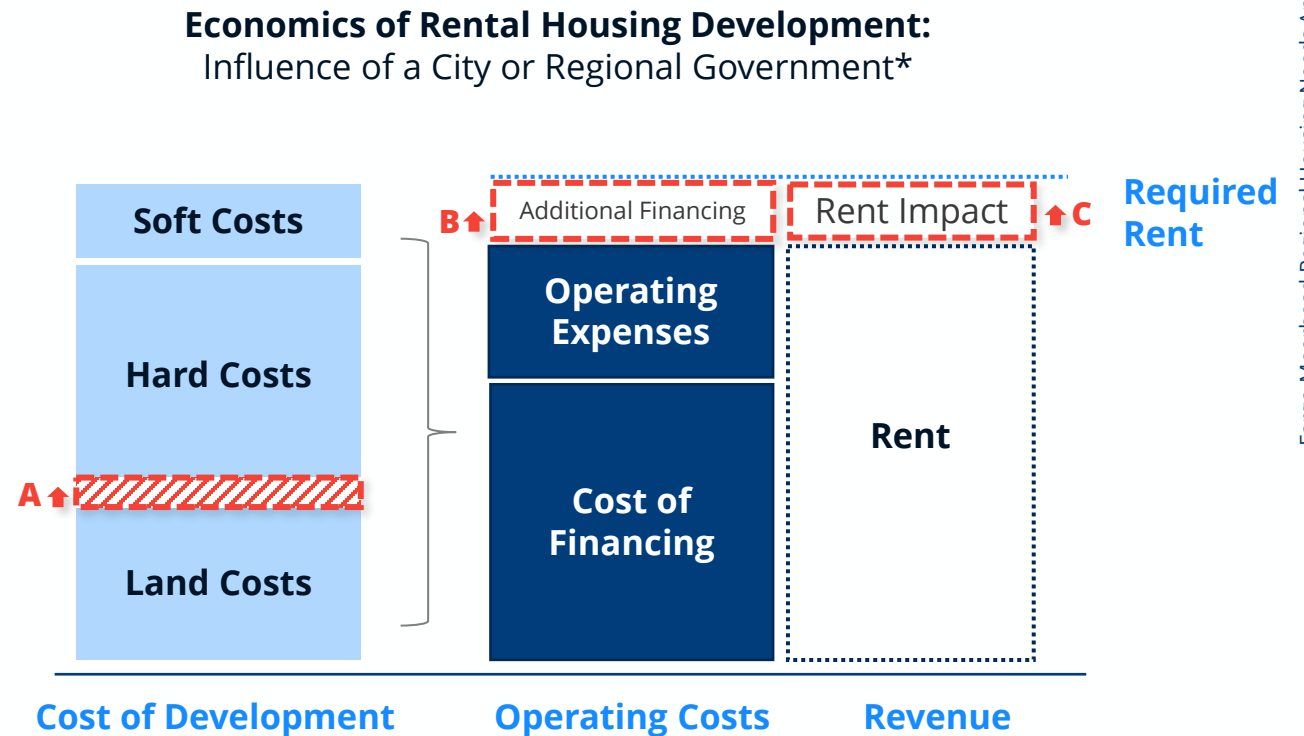 Economics of Rental Housing Development:
Influence of a City or Regional Government*
Soft Costs
Hard Costs
A
Land Costs
B
Additional Financing
Operating
Expenses
Cost of
Financing
Rent Impact
C
Rent
Required
Rent
Cost of Development
Operating Costs
Revenue